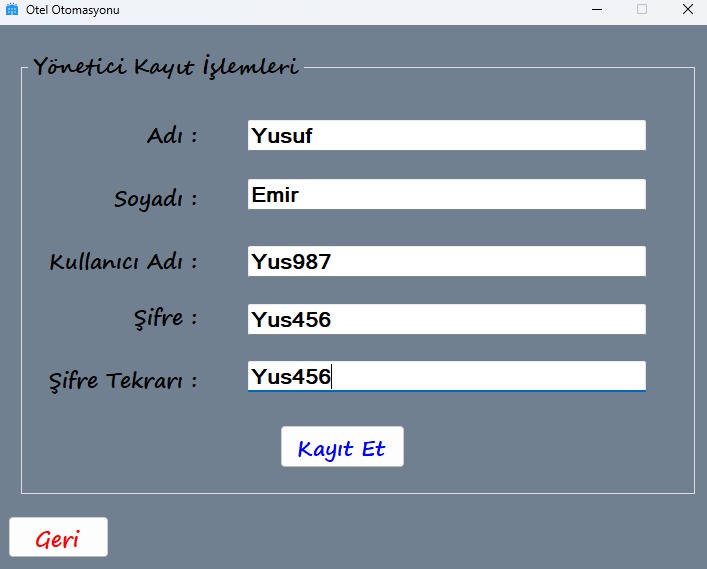 Otel Otomasyonu
Yönetici Kayıt İşlemleri
Adı : Yusuf
Soyadı : Emir
Kullanıcı Adı : Yus987
Şifre : Yus456
Şifre Tekrarı : Yus456
Kayıt Et
Geri